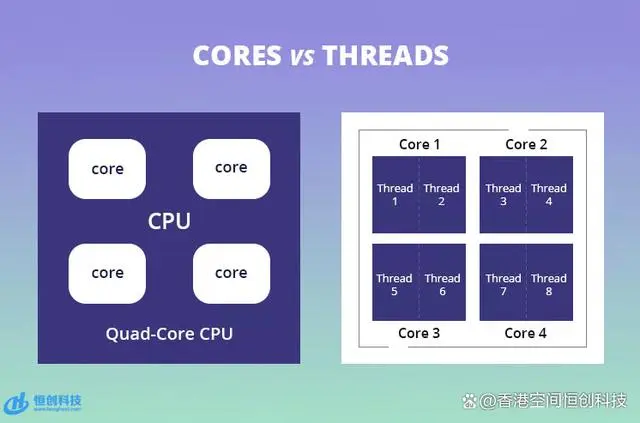 CORES vs THREADS
core
core
CPU
core
core
Quad-Core CPU
Core 1
Core 2
Thread
1
Thread
2
Thread
3
Thread
4
Thread
5
Thread
6
Thread
7
Thread
8
Core 3
Core 4
恒创科技
www.henghost.com
@香港空间恒创科技